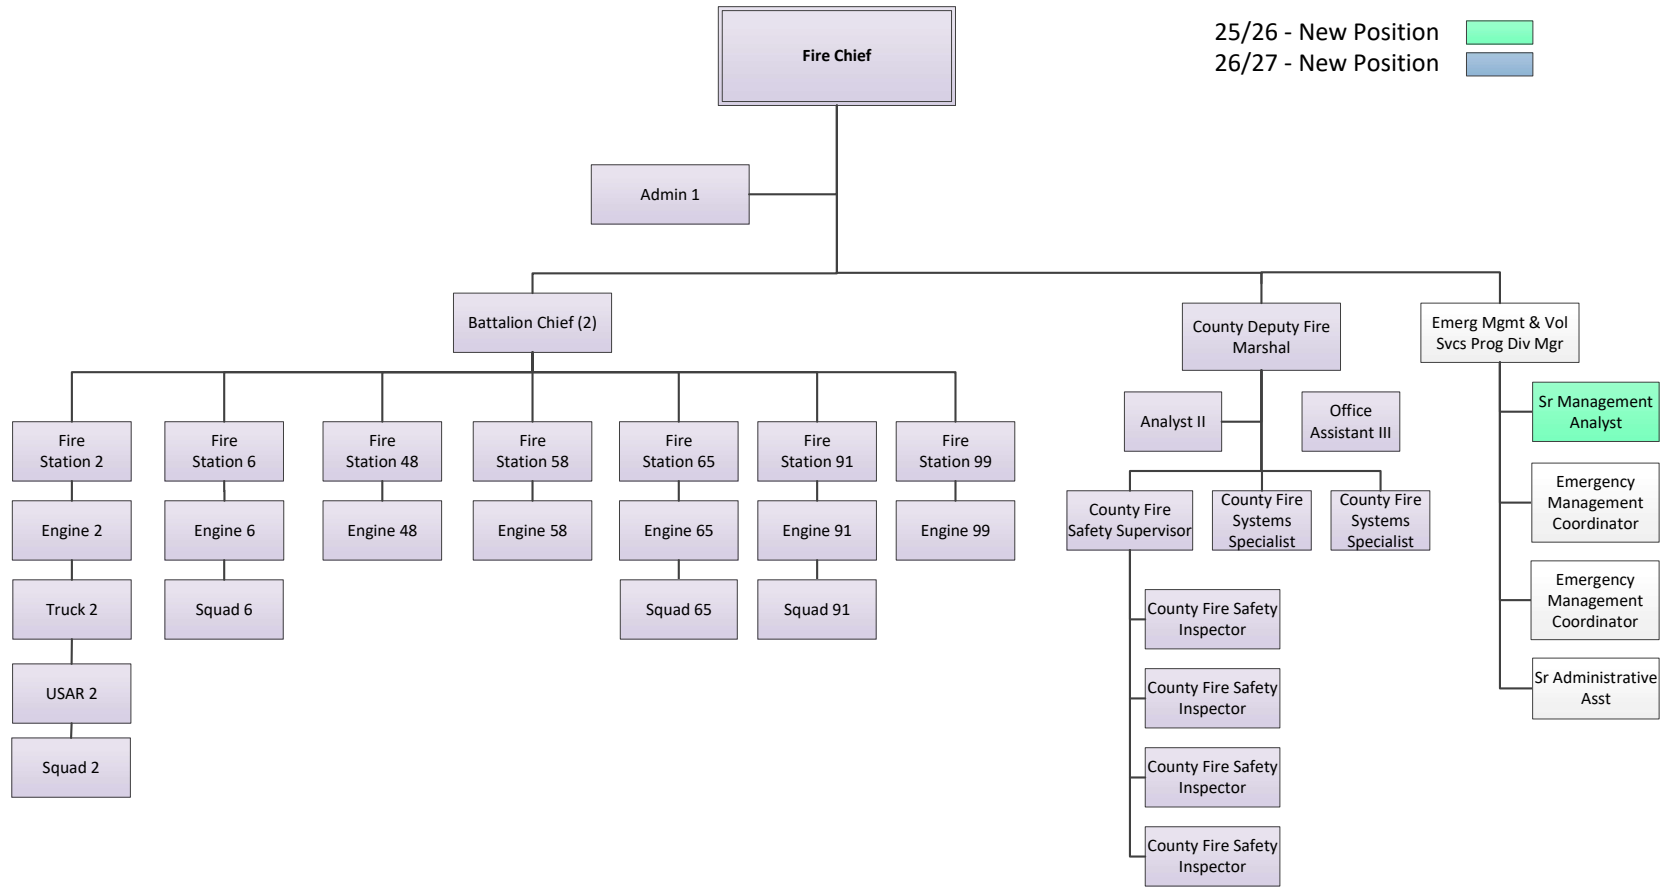 Fire Chief
25/26 - New Position
26/27 - New Position
Admin 1
Battalion Chief (2)
County Deputy Fire
Marshal
Emerg Mgmt & Vol
Svcs Prog Div Mgr
Analyst II
Office
Assistant III
Sr Management
Analyst
Fire
Station 2
Fire
Station 6
Fire
Station 48
Fire
Station 58
Fire
Station 65
Fire
Station 91
Fire
Station 99
County Fire
Safety Supervisor
County Fire
Systems
Specialist
County Fire
Systems
Specialist
Emergency
Management
Coordinator
Engine 2
Engine 6
Engine 48
Engine 58
Engine 65
Engine 91
Engine 99
Truck 2
Squad 6
Squad 65
Squad 91
County Fire Safety
Inspector
Emergency
Management
Coordinator
USAR 2
County Fire Safety
Inspector
Sr Administrative
Asst
Squad 2
County Fire Safety
Inspector
County Fire Safety
Inspector